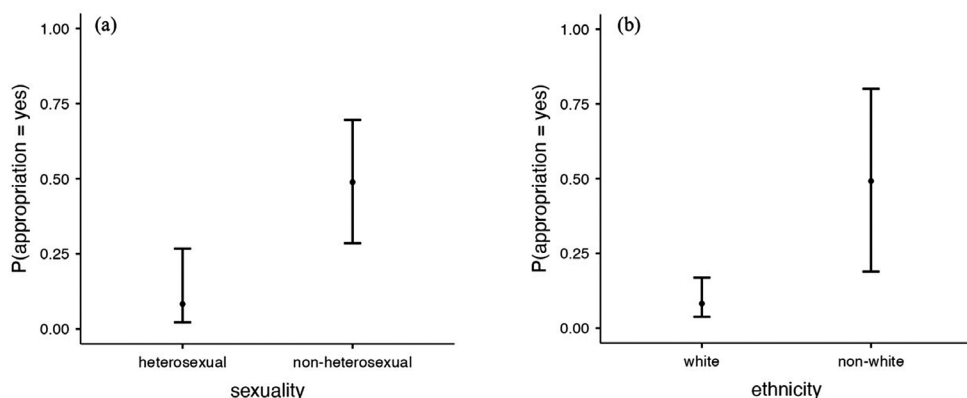 (a)
P(appropriation = yes)
1.00
0.75
0.50
0.25
0.00
heterosexual non-heterosexual
sexuality
(b)
P(appropriation = yes)
1.00
0.75
0.50
0.25
0.00
white non-white
ethnicity